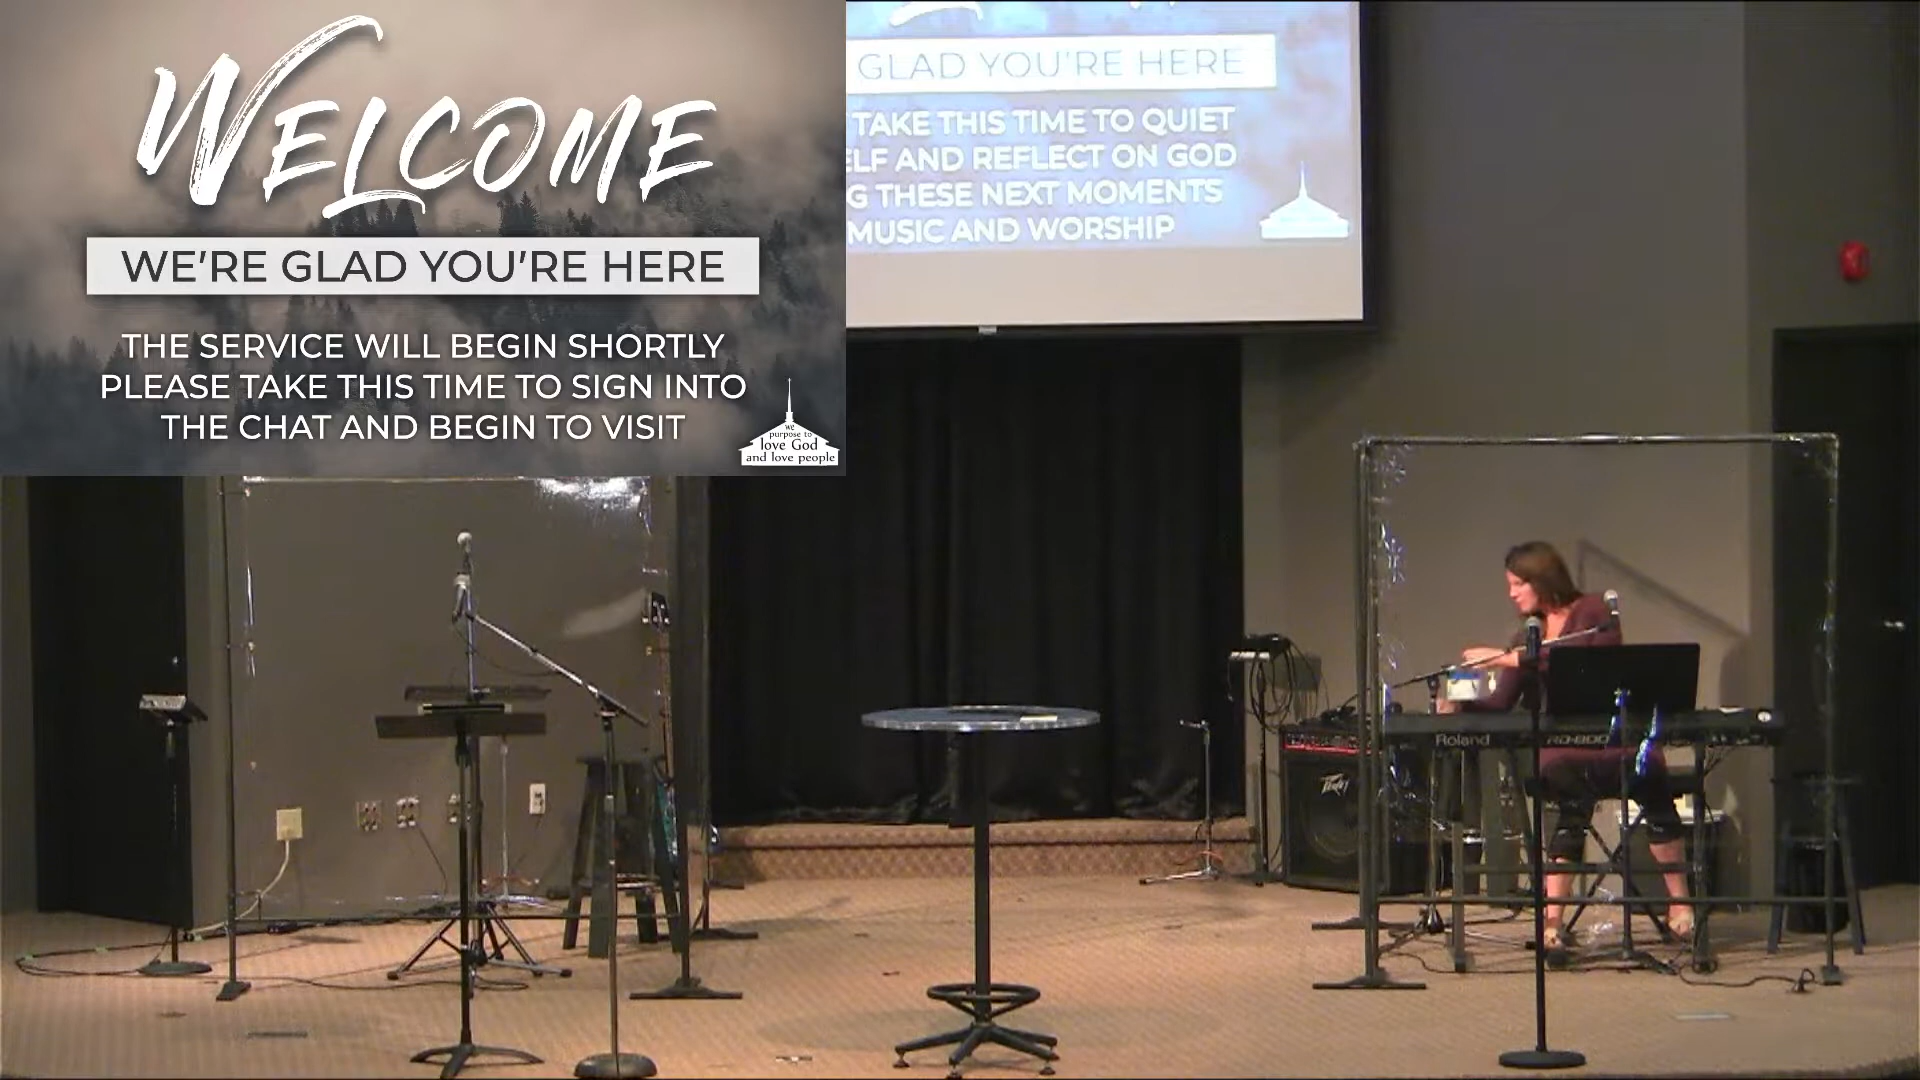 WELCOME
WE'RE GLAD YOU'RE HERE
THE SERVICE WILL BEGIN SHORTLY
PLEASE TAKE THIS TIME TO SIGN INTO
THE CHAT AND BEGIN TO VISIT
we
purpose to
love God
and love people
GLAD YOU'RE HERE
TAKE THIS TIME TO QUIET
ELF AND REFLECT ON GOD
G THESE NEXT MOMENTS
MUSIC AND WORSHIP
Roland
RD-800
PEAVEY